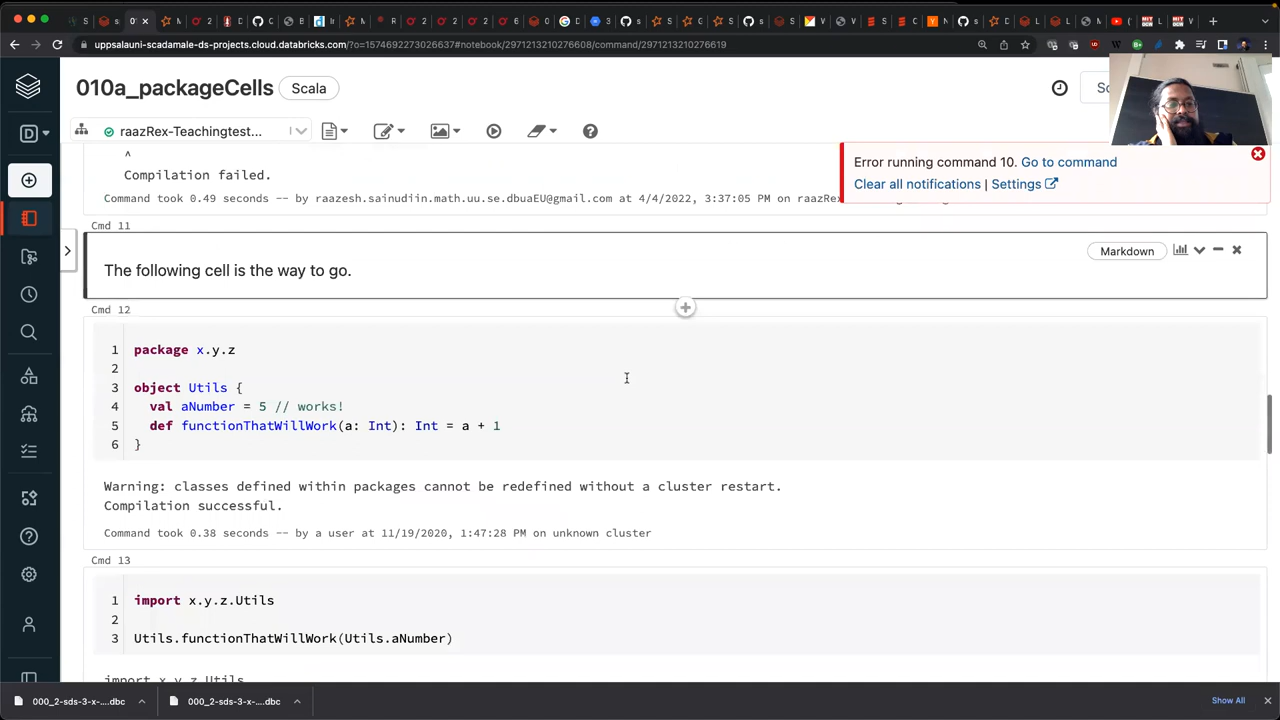 uppsalauni-scadamale-ds-projects.cloud.databricks.com/?o=1574692273026637#notebook/2971213210276608/command/2971213210276619
010a_packageCells
Scala
raazRex-Teachingtest...
Error running command 10. Go to command
Clear all notifications | Settings
^
Compilation failed.
Command took 0.49 seconds -- by raazesh.sainudiin.math.uu.se.dbuaEU@gmail.com at 4/4/2022, 3:37:05 PM on raazRex
Cmd 11
Markdown
The following cell is the way to go.
Cmd 12
1 package x.y.z
2
3 object Utils {
4 val aNumber = 5 // works!
5 def functionThatWillWork(a: Int): Int = a + 1
6 }
Warning: classes defined within packages cannot be redefined without a cluster restart.
Compilation successful.
Command took 0.38 seconds -- by a user at 11/19/2020, 1:47:28 PM on unknown cluster
Cmd 13
1 import x.y.z.Utils
2
3 Utils.functionThatWillWork(Utils.aNumber)
import x.y.z.Utils
000_2-sds-3-x-....dbc
000_2-sds-3-x-....dbc
Show All